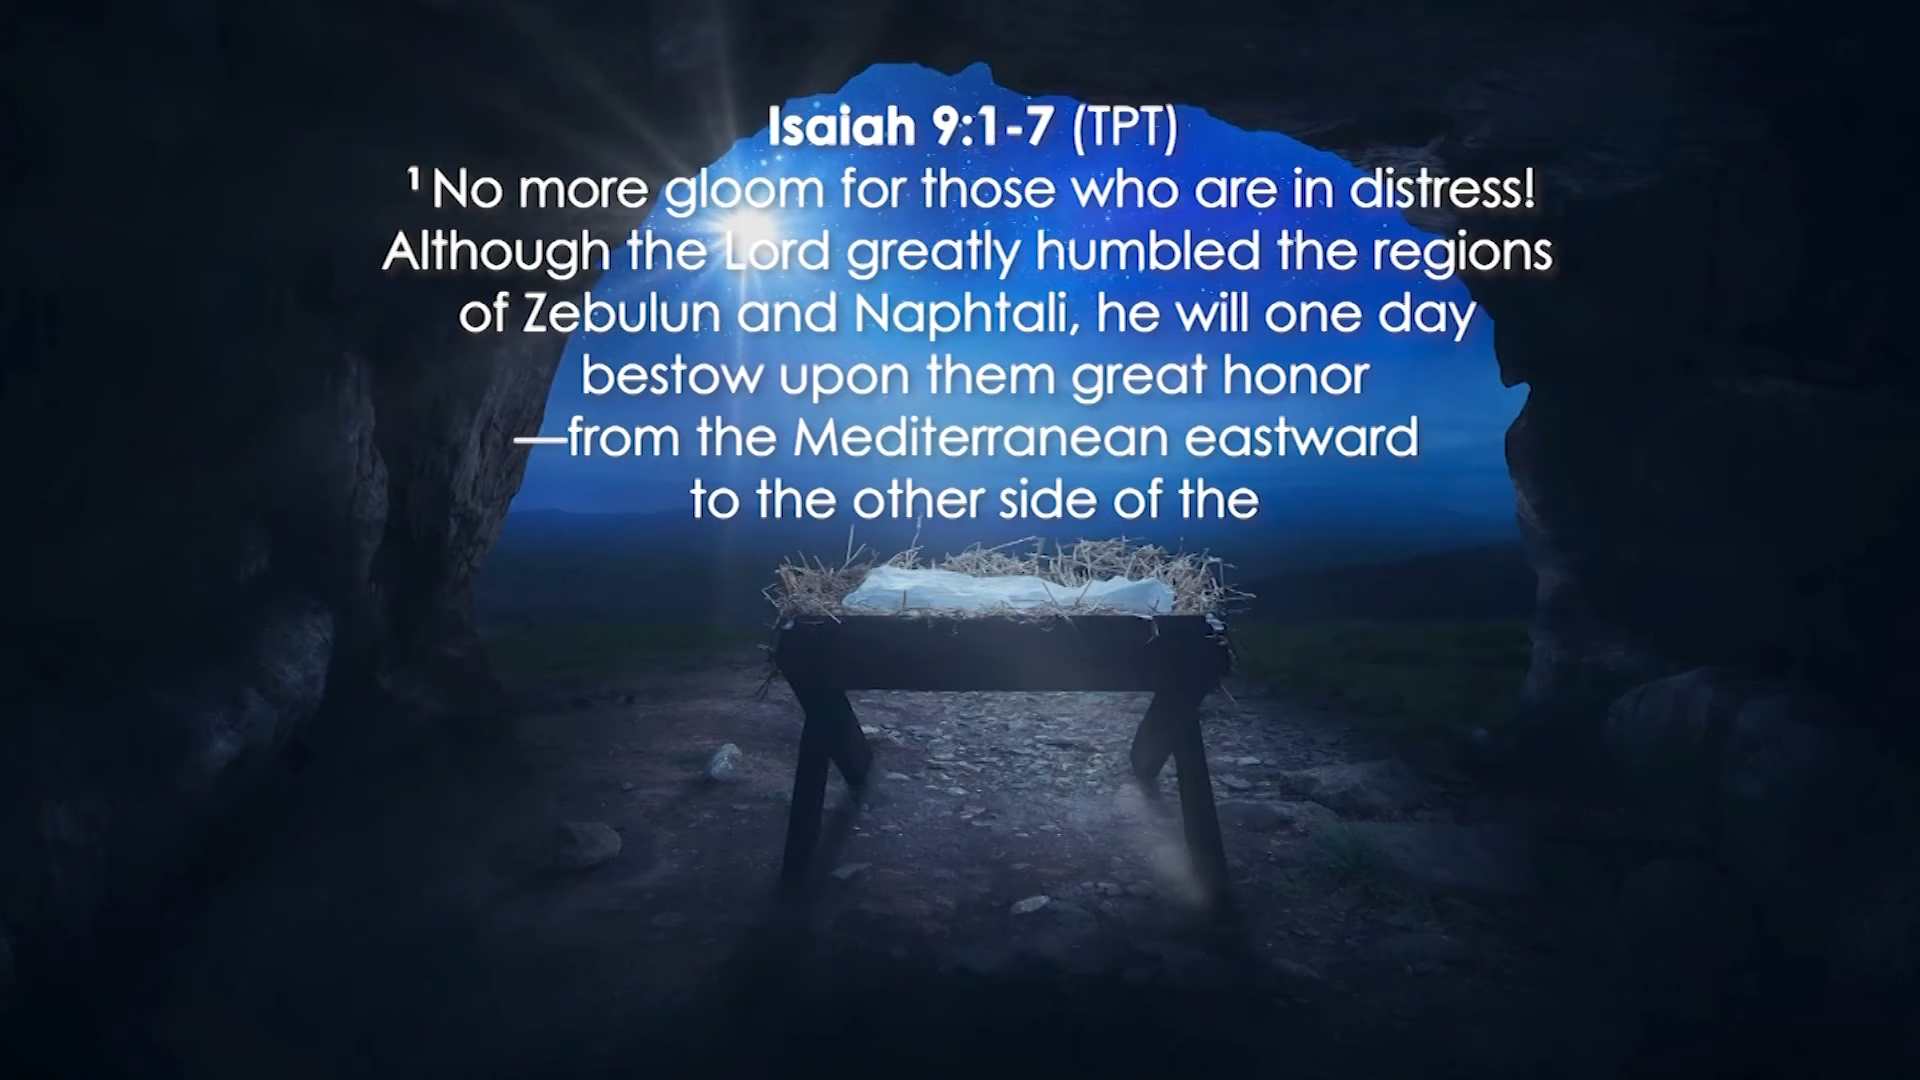 Isaiah 9:1-7 (TPT)
¹ No more gloom for those who are in distress!
Although the Lord greatly humbled the regions
of Zebulun and Naphtali, he will one day
bestow upon them great honor
—from the Mediterranean eastward
to the other side of the